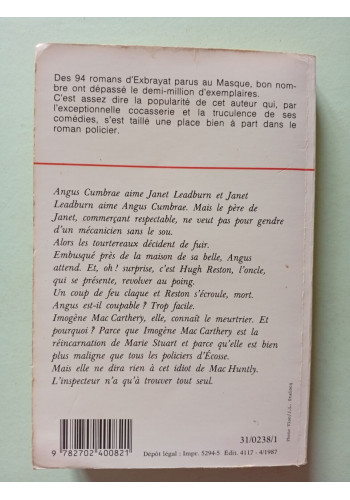 Des 94 romans d'Exbrayat parus au Masque, bon nom-
bre ont dépassé le demi-million d'exemplaires.
C'est assez dire la popularité de cet auteur qui, par
l'exceptionnelle cocasserie et la truculence de ses
comédies, s'est taillé une place bien à part dans le
roman policier.
Angus Cumbrae aime Janet Leadburn et Janet
Leadburn aime Angus Cumbrae. Mais le père de
Janet, commerçant respectable, ne veut pas pour gendre
d'un mécanicien sans le sou.
Alors les tourtereaux décident de fuir.
Embusqué près de la maison de sa belle, Angus
attend. Et, oh ! surprise, c'est Hugh Reston, l'oncle,
qui se présente, revolver au poing.
Un coup de feu claque et Reston s'écroule, mort.
Angus est-il coupable ? Trop facile.
Imogène Mac Carthery, elle, connaît le meurtrier. Et
pourquoi ? Parce que Imogène Mac Carthery est la
réincarnation de Marie Stuart et parce qu'elle est bien
plus maligne que tous les policiers d'Écosse.
Mais elle ne dira rien à cet idiot de Mac Huntly.
L'inspecteur n'a qu'à trouver tout seul.
31/0238/1
9 782702 400821
Dépôt légal : Impr. 5294-5 Édit. 4117 - 4/1987